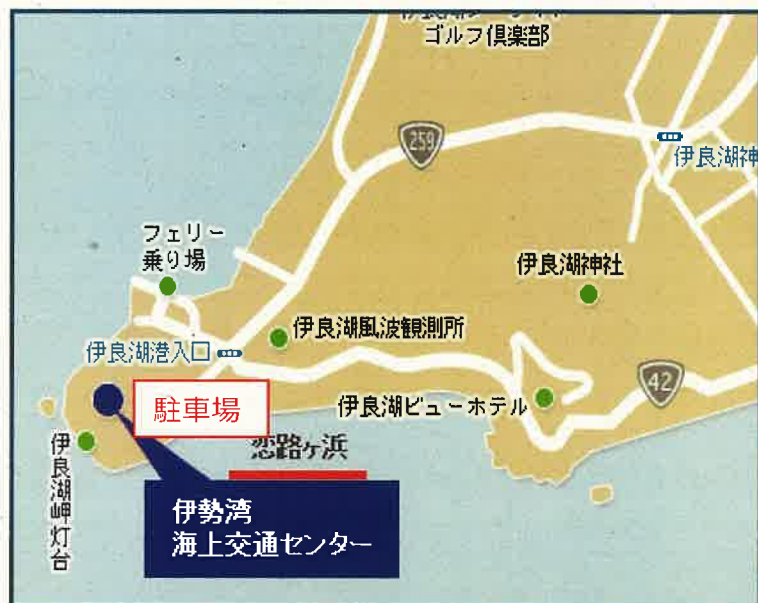 ゴルフ倶楽部
259
伊良湖神
フェリー
乗り場
伊良湖神社
伊良湖風波観測所
伊良湖港入口
42
駐車場
伊良湖ビューホテル
恋路ヶ浜
伊良湖岬灯台
伊勢湾
海上交通センター